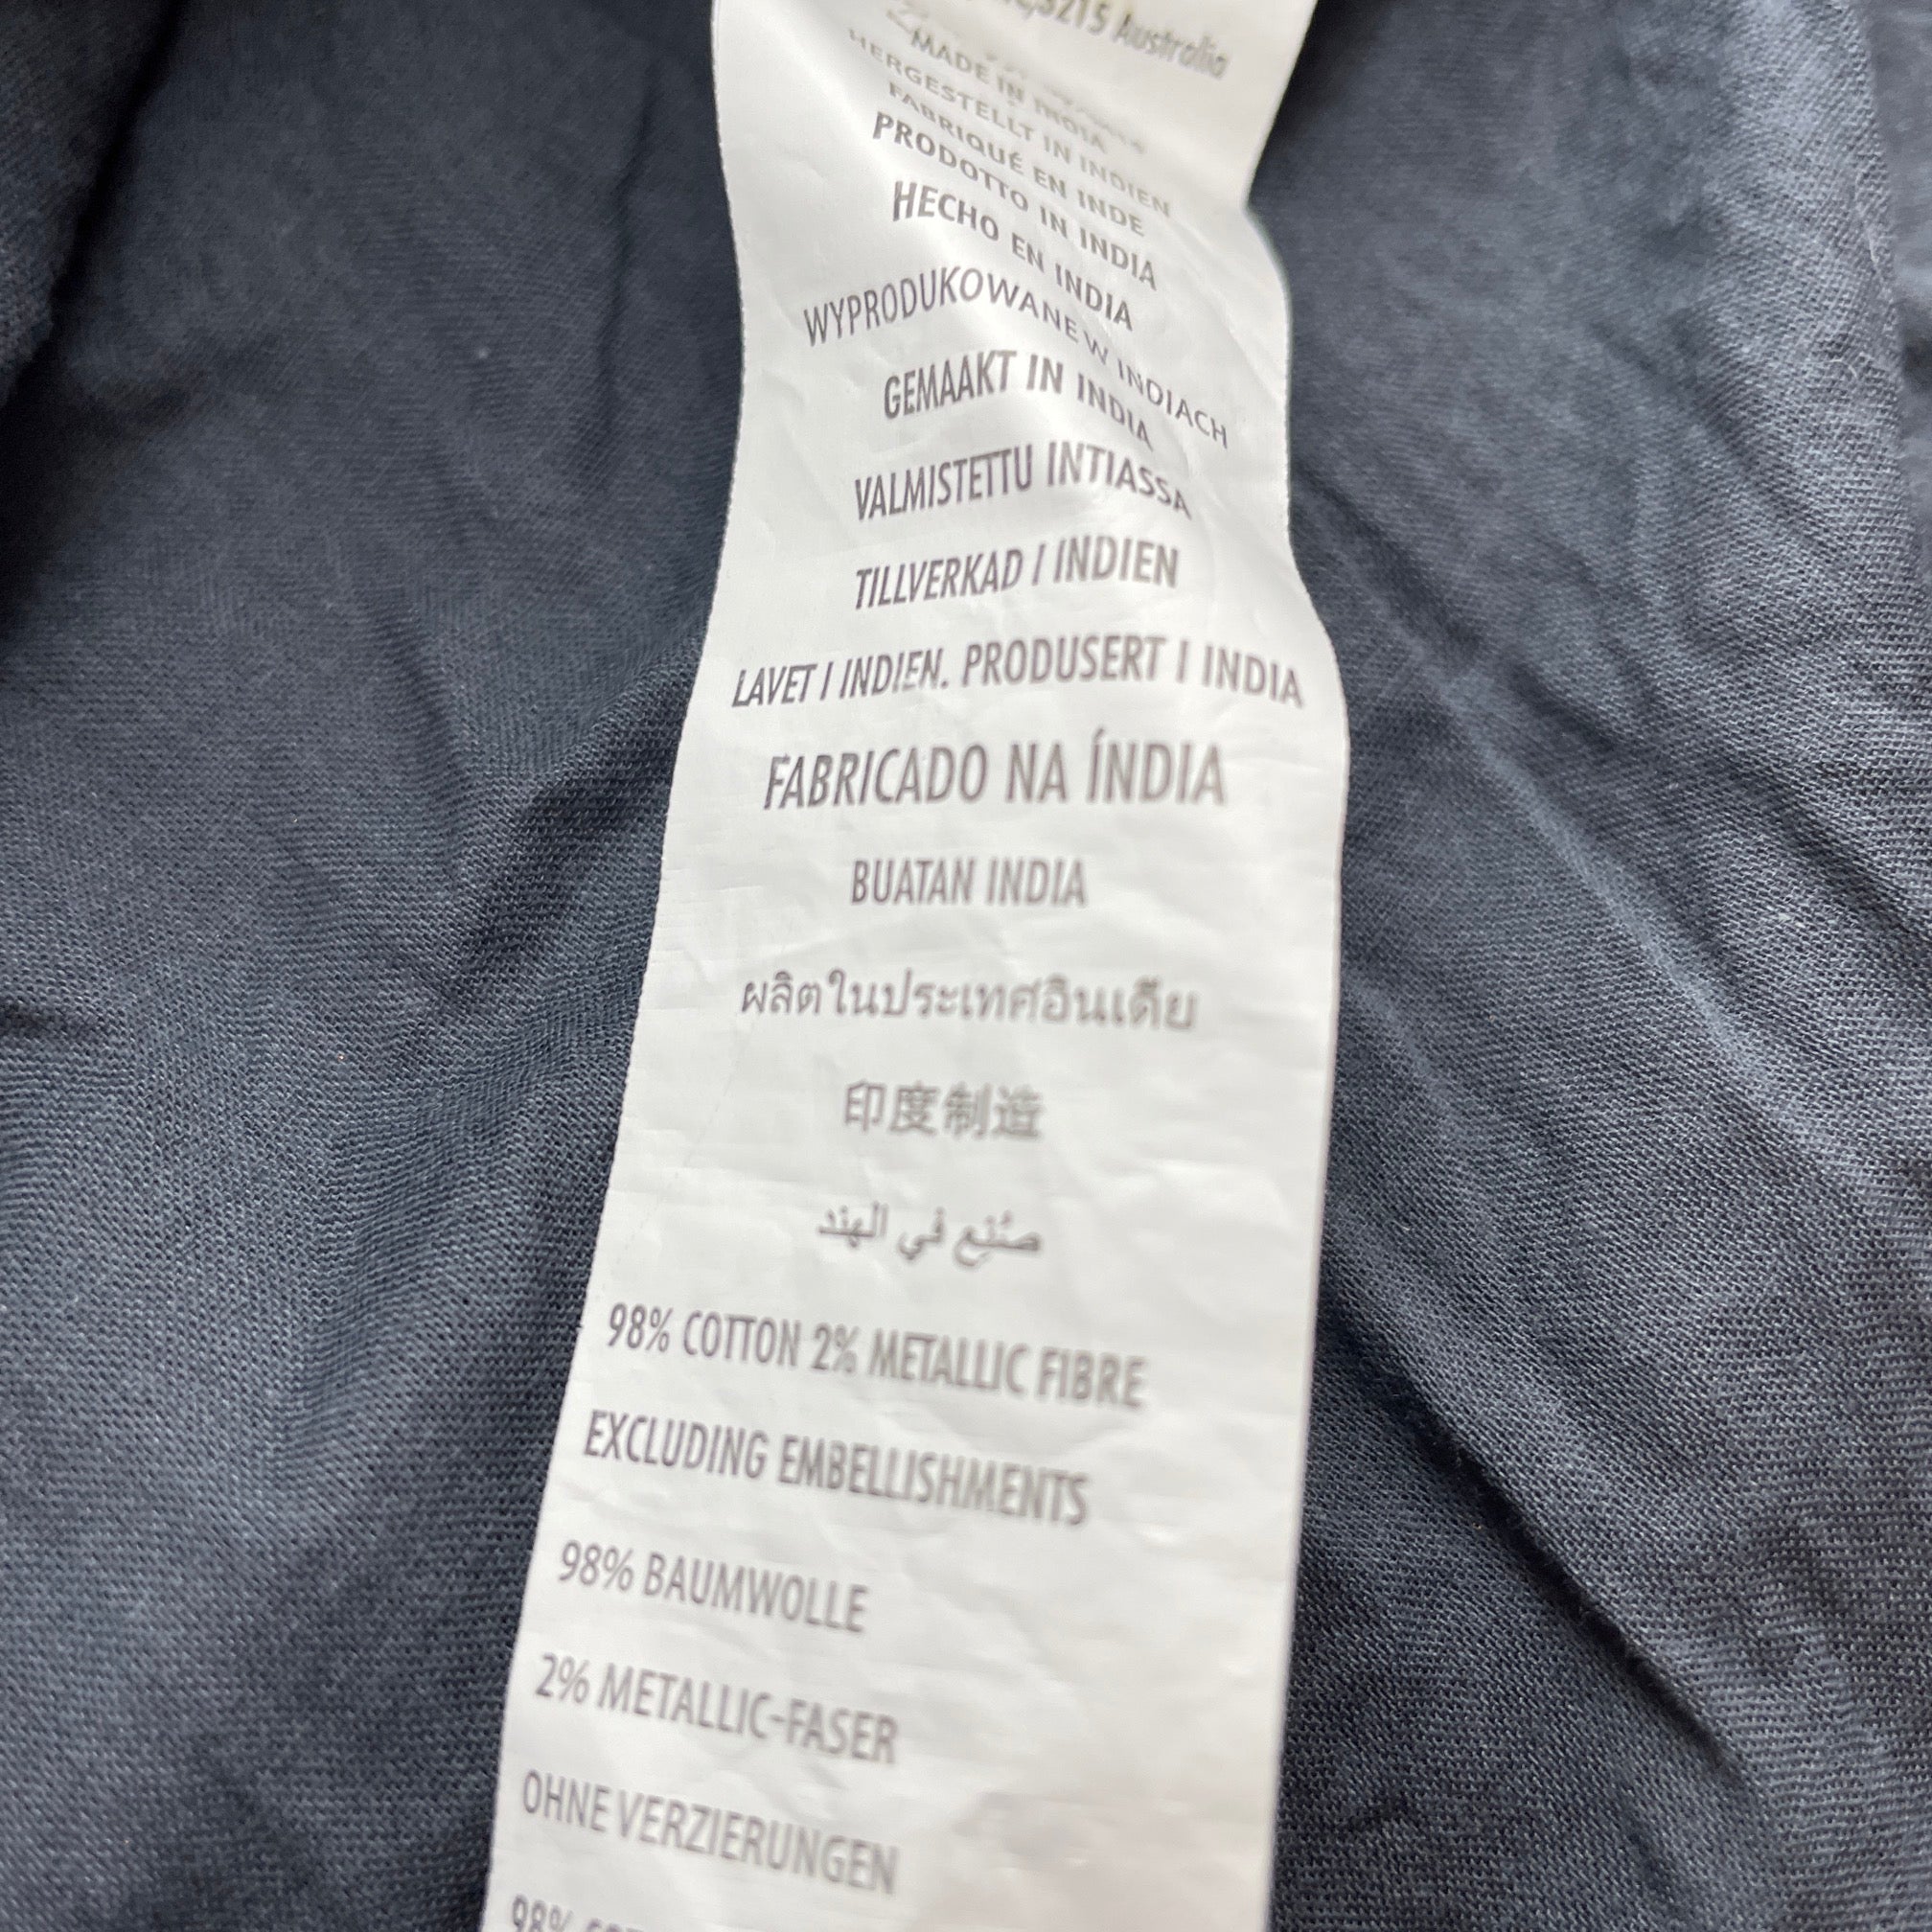 3215 Australia
MADE IN INDIA
HERGESTELLT IN INDIEN
FABRIQUÉ EN INDE
PRODOTTO IN INDIA
HECHO EN INDIA
WYPRODUKOWANE W INDIACH
GEMAAKT IN INDIA
VALMISTETTU INTIASSA
TILLVERKAD I INDIEN
LAVET I INDIEN. PRODUSERT I INDIA
FABRICADO NA ÍNDIA
BUATAN INDIA
ผลิตในประเทศอินเดีย
印度制造
صُنِع في الهند
98% COTTON 2% METALLIC FIBRE
EXCLUDING EMBELLISHMENTS
98% BAUMWOLLE
2% METALLIC-FASER
OHNE VERZIERUNGEN
98%